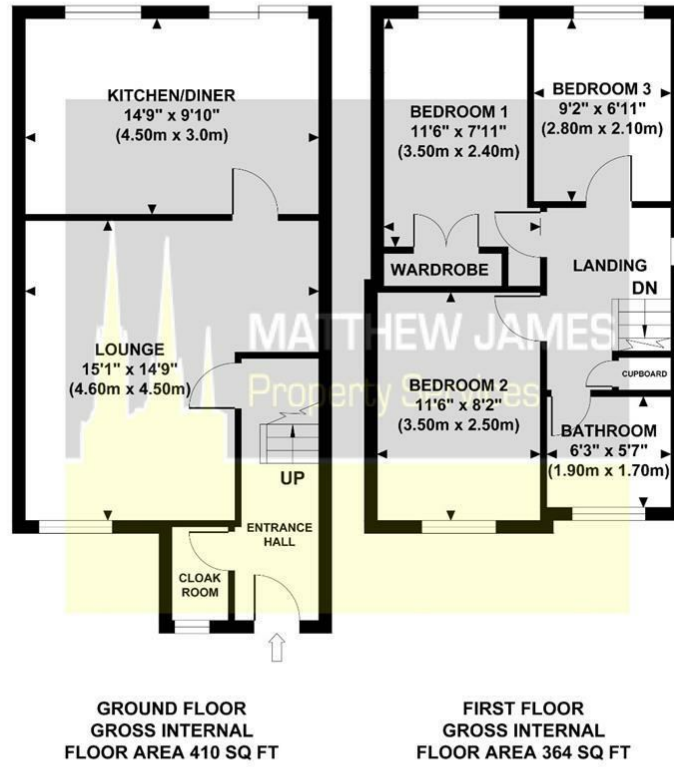 KITCHEN/DINER
14'9" x 9'10"
(4.50m x 3.0m)
LOUNGE
15'1" x 14'9"
(4.60m x 4.50m)
UP
ENTRANCE
HALL
CLOAK
ROOM
BEDROOM 1
11'6" x 7'11"
(3.50m x 2.40m)
BEDROOM 3
9'2" x 6'11"
(2.80m x 2.10m)
WARDROBE
LANDING
DN
CUPBOARD
BEDROOM 2
11'6" x 8'2"
(3.50m x 2.50m)
BATHROOM
6'3" x 5'7"
(1.90m x 1.70m)
MATTHEW JAMES
Property Services
GROUND FLOOR
GROSS INTERNAL
FLOOR AREA 410 SQ FT
FIRST FLOOR
GROSS INTERNAL
FLOOR AREA 364 SQ FT